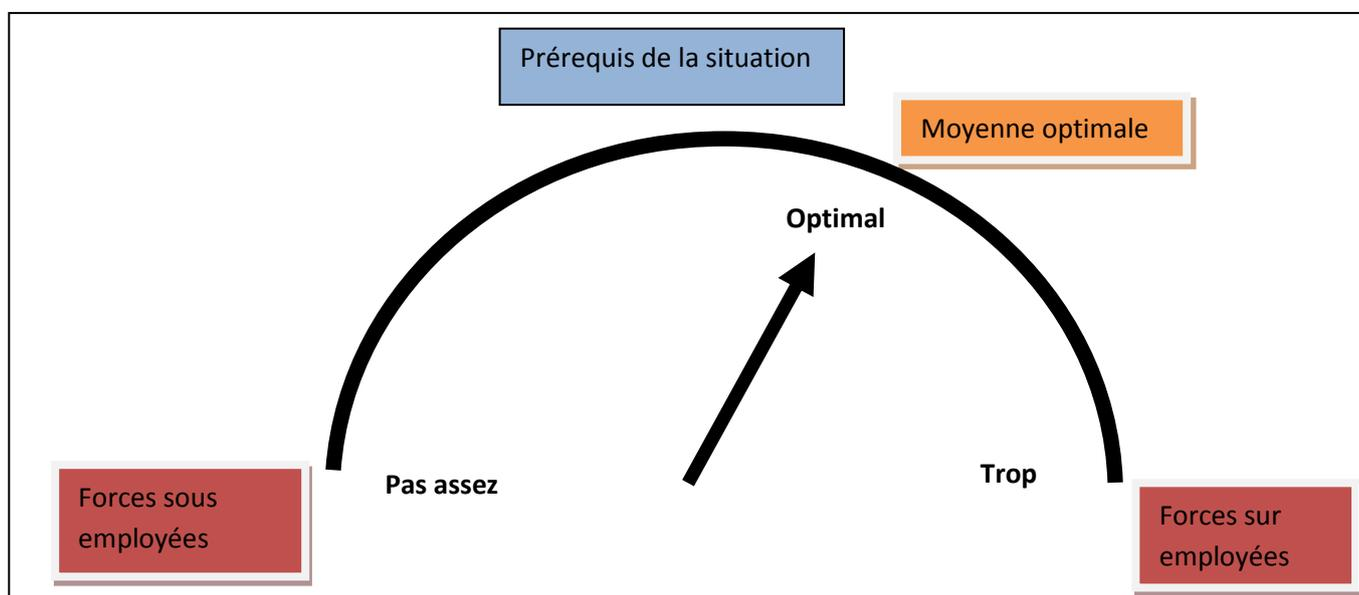 Prérequis de la situation
Moyenne optimale
Optimal
Pas assez
Trop
Forces sous
employées
Forces sur
employées